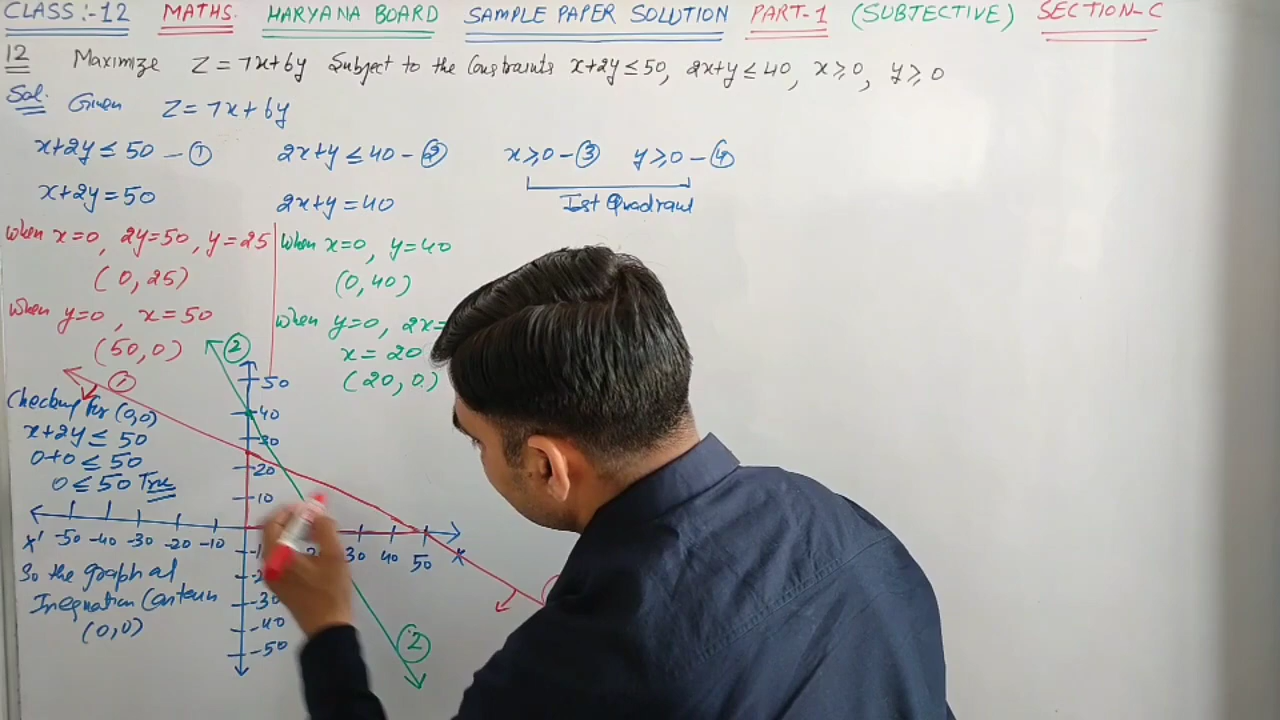 CLASS:-12 MATHS. HARYANA BOARD SAMPLE PAPER SOLUTION PART-1 (SUBJECTIVE) SECTION-C
12 Maximize Z=7x+6y Subject to the Constraints x+2y≤50, 2x+y≤40, x≥0, y≥0
Sol. Given Z=7x+6y
x+2y≤50-① 2x+y≤40-② x≥0-③ y≥0-④
x+2y=50 2x+y=40 Ist Quadrant
When x=0, 2y=50, y=25
(0,25)
When y=0, x=50
(50,0)
When x=0, y=40
(0,40)
When y=0, 2x=
x=20
(20,0)
Checking for (0,0)
x+2y≤50
0+0≤50
0≤50 True
So the graph of
Inequation Contain
(0,0)
① ②
50
40
30
20
10
X' -50 -40 -30 -20 -10 30 40 50 X
-30
-40
-50
②